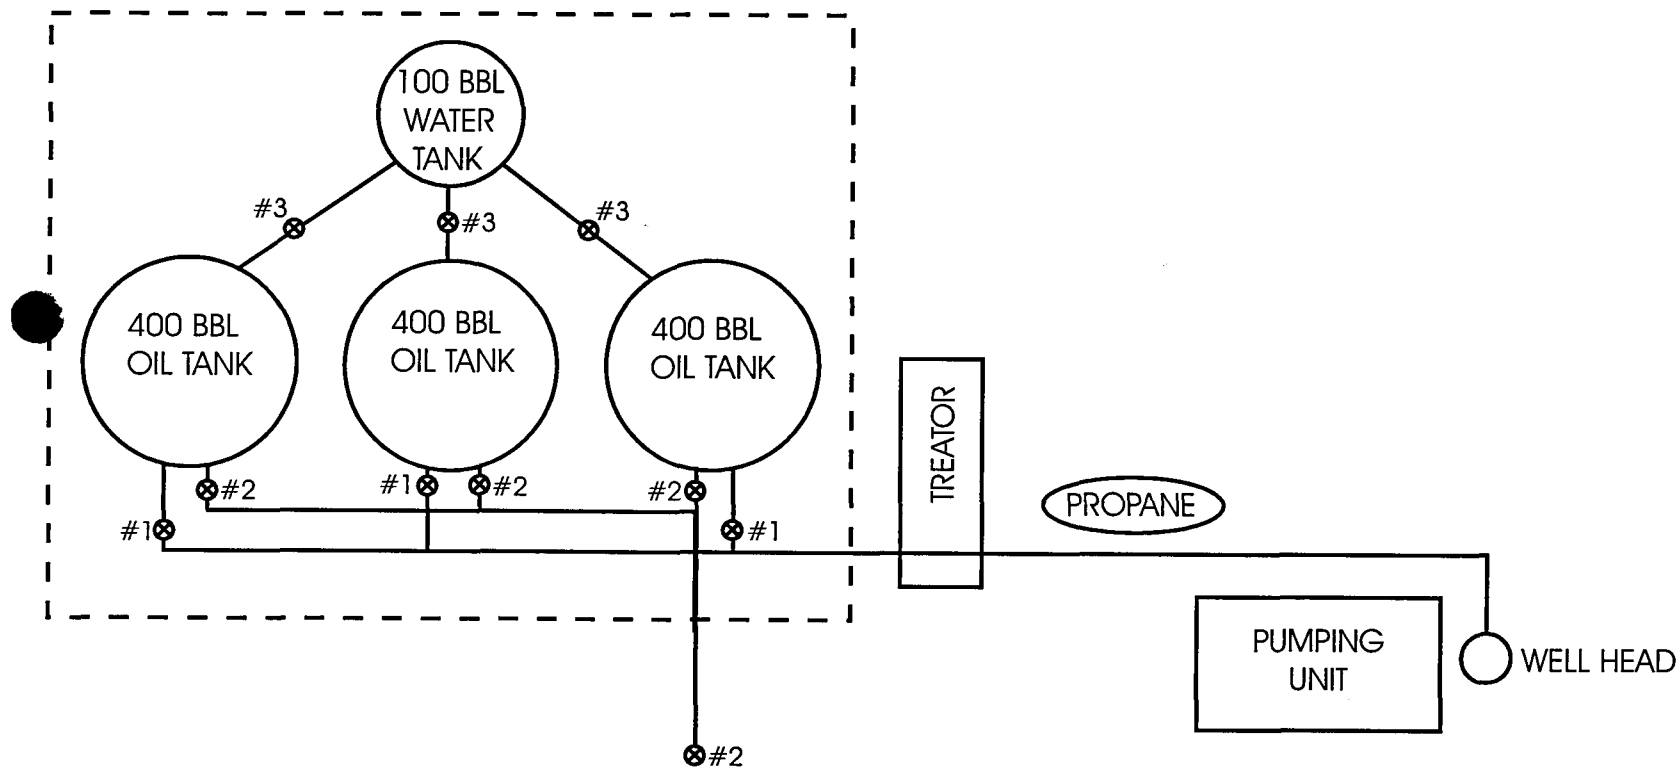 100 BBL
WATER
TANK
#3
#3
#3
400 BBL
OIL TANK
400 BBL
OIL TANK
400 BBL
OIL TANK
#2
#1
#2
#2
#1
#1
TREATOR
PROPANE
PUMPING
UNIT
WELL HEAD
#2